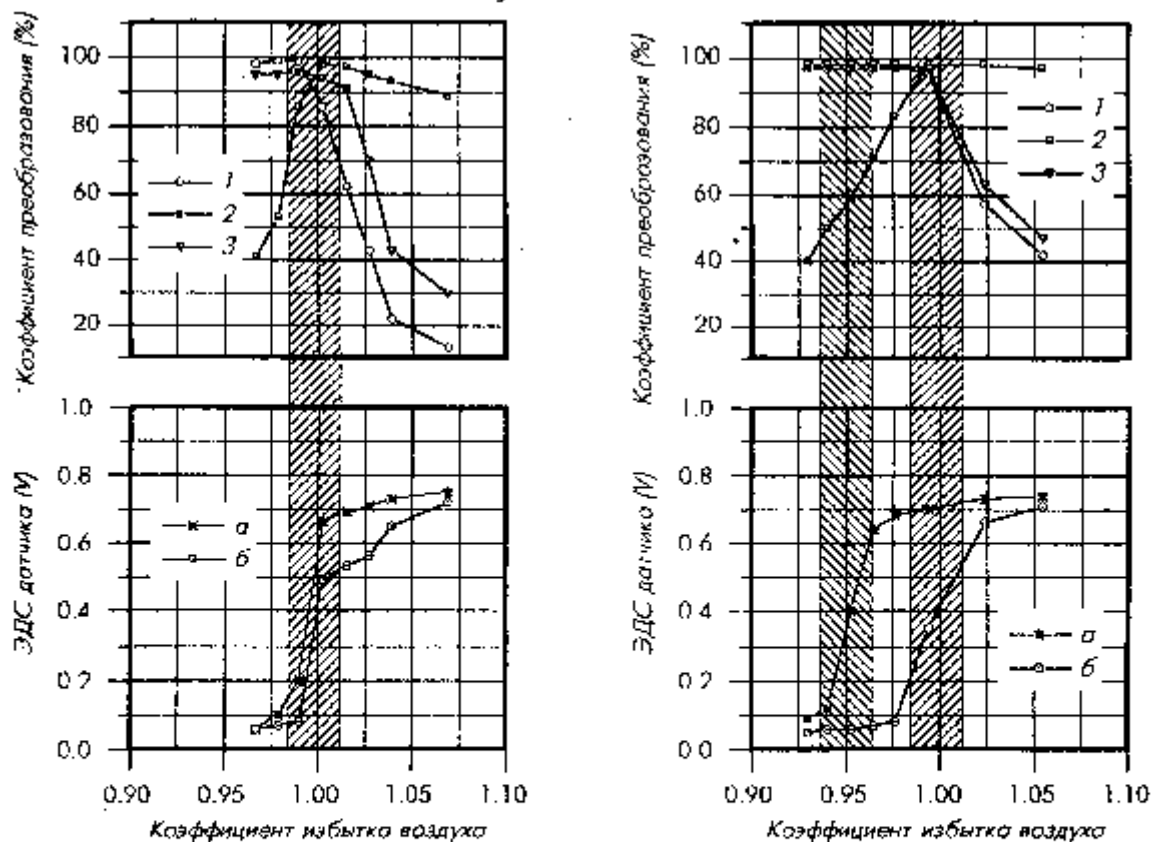 Коэффициент преобразования (%)
100
80
60
40
20
1
2
3
ЭДС датчика (V)
1.0
0.8
0.6
0.4
0.2
0.0
а
б
0.90 0.95 1.00 1.05 1.10
Коэффициент избытка воздуха
Коэффициент преобразования (%)
100
80
60
40
20
1
2
3
ЭДС датчика (V)
1.0
0.8
0.6
0.4
0.2
0.0
а
б
0.90 0.95 1.00 1.05 1.10
Коэффициент избытка воздуха